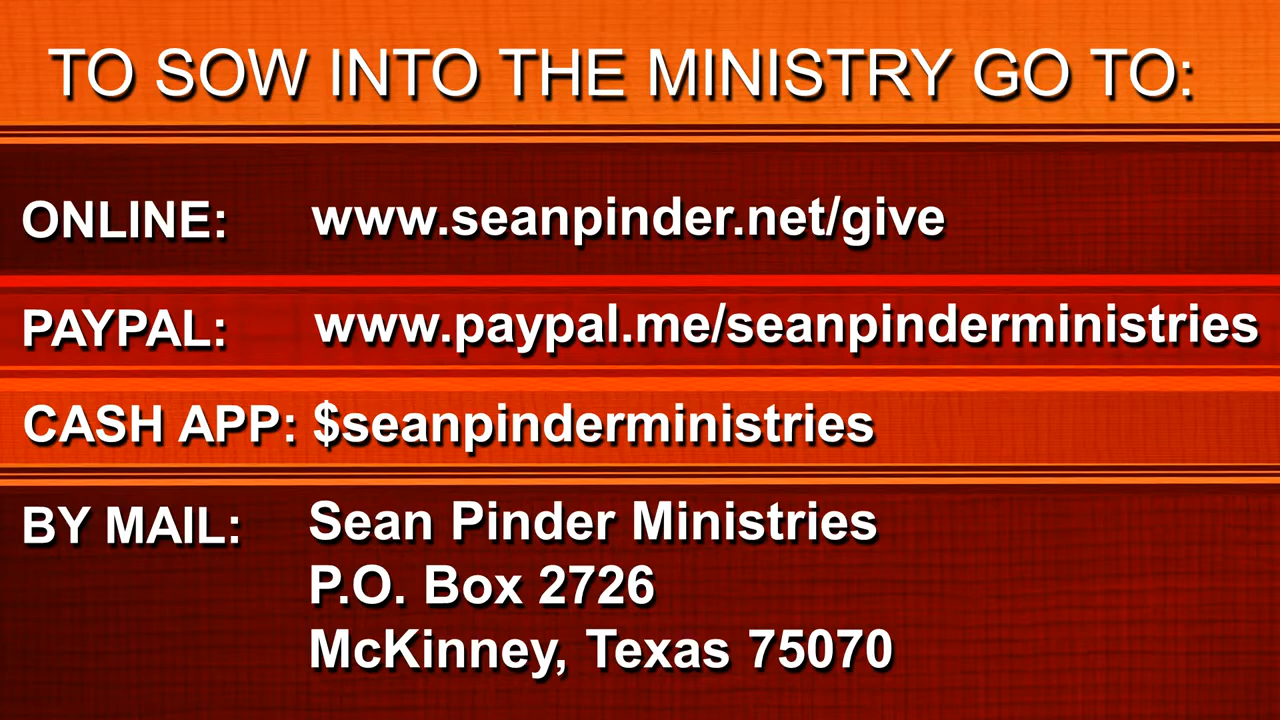 TO SOW INTO THE MINISTRY GO TO:
ONLINE: www.seanpinder.net/give
PAYPAL: www.paypal.me/seanpinderministries
CASH APP: $seanpinderministries
BY MAIL: Sean Pinder Ministries
P.O. Box 2726
McKinney, Texas 75070